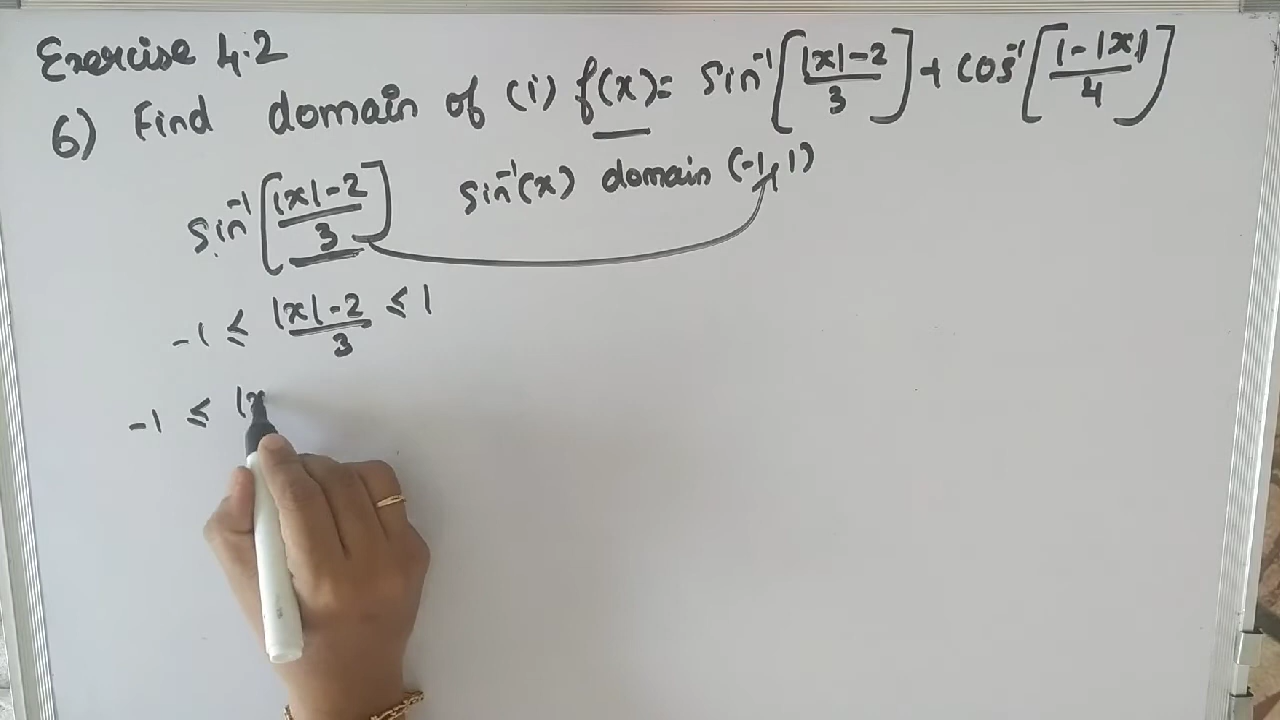 Exercise 4.2
6) Find domain of (i) f(x) = sin⁻¹[(|x|-2)/3] + cos⁻¹[(1-|x|)/4]
sin⁻¹[(|x|-2)/3] sin⁻¹(x) domain (-1, 1)
-1 ≤ (|x|-2)/3 ≤ 1
-1 ≤ |x